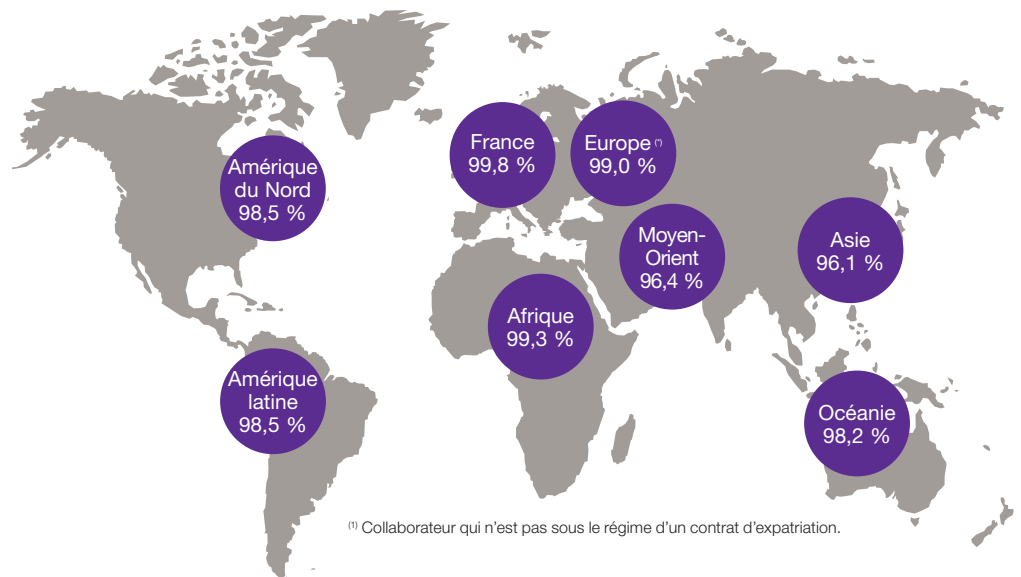 France
99,8 %
Europe (*)
99,0 %
Amérique
du Nord
98,5 %
Moyen-
Orient
96,4 %
Asie
96,1 %
Afrique
99,3 %
Amérique
latine
98,5 %
Océanie
98,2 %
(1) Collaborateur qui n’est pas sous le régime d’un contrat d’expatriation.